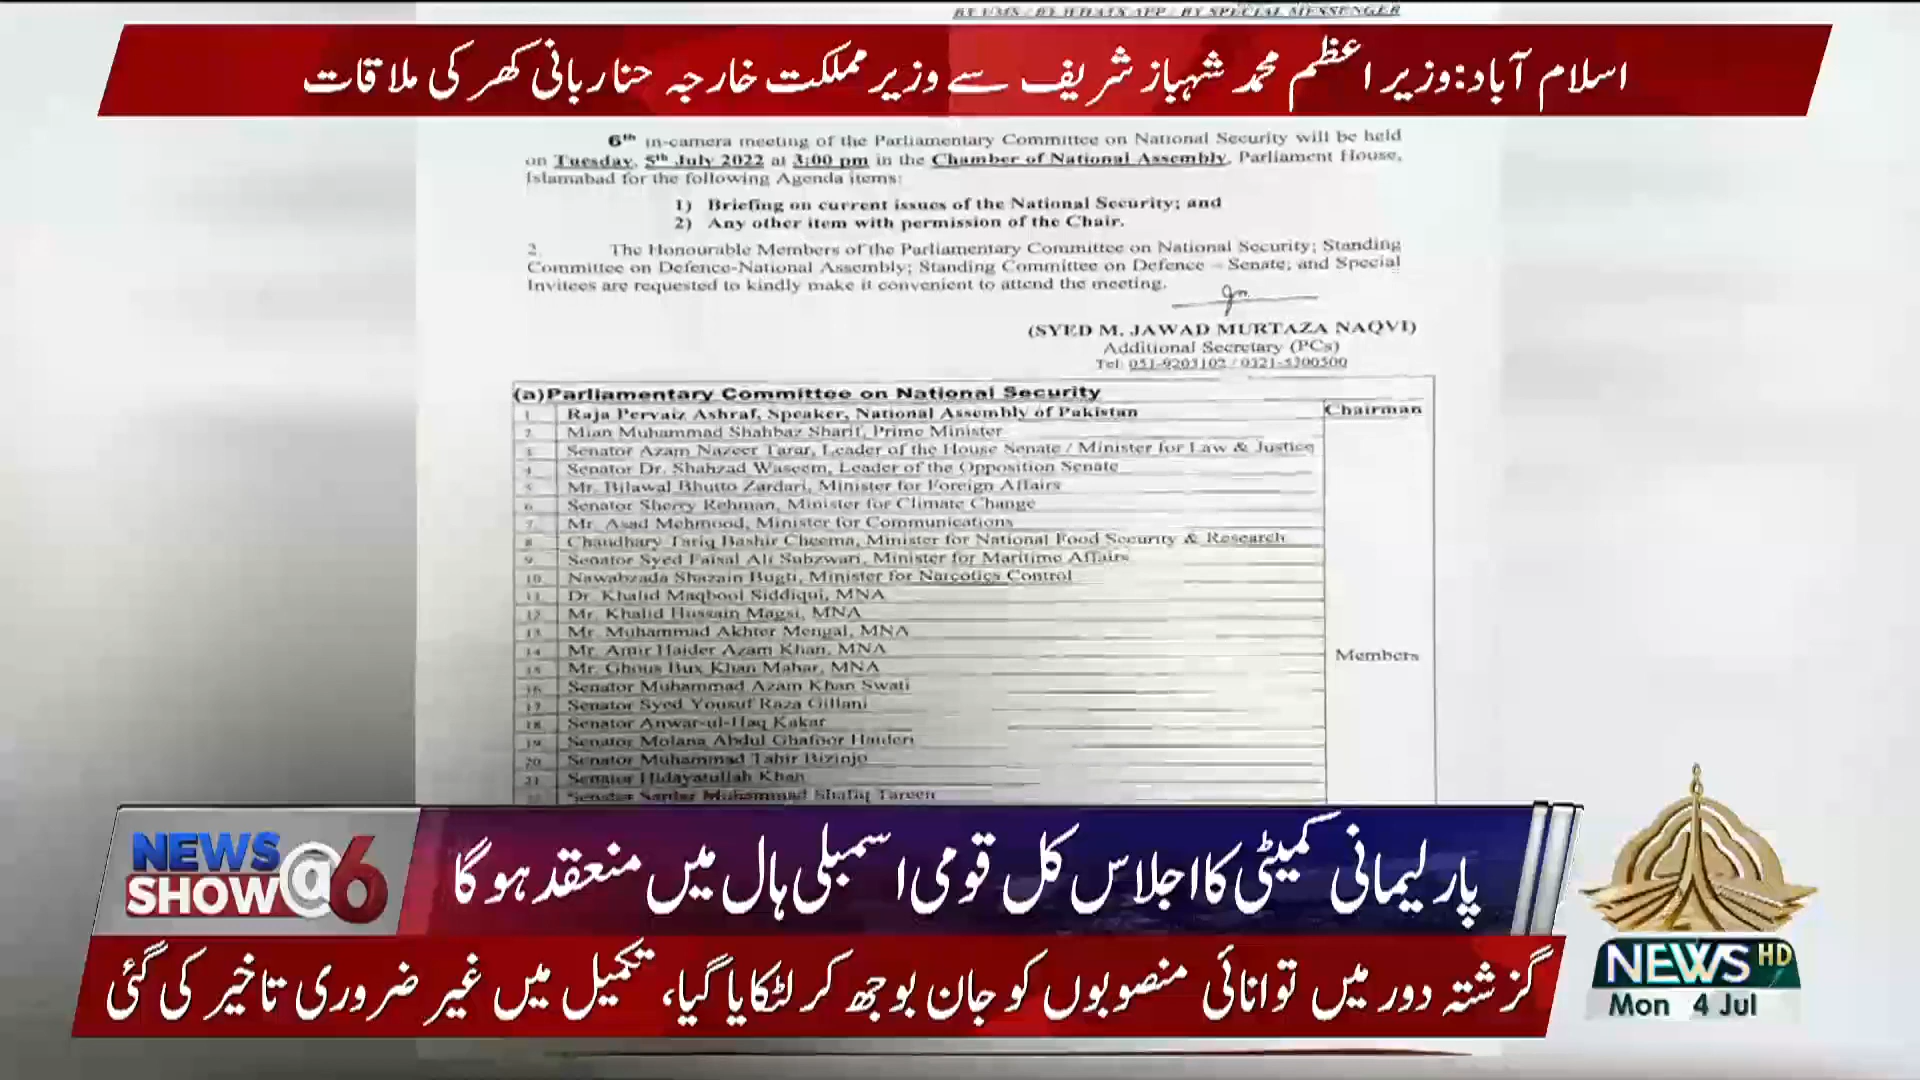 BY UMS / BY WHATSAPP / BY SPECIAL MESSENGER
اسلام آباد:وزیراعظم محمد شہباز شریف سے وزیر مملکت خارجہ حنا ربانی کھر کی ملاقات
6th in-camera meeting of the Parliamentary Committee on National Security will be held
on Tuesday, 5th July 2022 at 3:00 pm in the Chamber of National Assembly, Parliament House,
Islamabad for the following Agenda items:
1) Briefing on current issues of the National Security; and
2) Any other item with permission of the Chair.
2. The Honourable Members of the Parliamentary Committee on National Security; Standing
Committee on Defence-National Assembly; Standing Committee on Defence – Senate; and Special
Invitees are requested to kindly make it convenient to attend the meeting.
(SYED M. JAWAD MURTAZA NAQVI)
Additional Secretary (PCs)
Tel: 051-9205102 / 0321-5300500
(a)Parliamentary Committee on National Security
1. Raja Pervaiz Ashraf, Speaker, National Assembly of Pakistan Chairman
2. Mian Muhammad Shahbaz Sharif, Prime Minister
3. Senator Azam Nazeer Tarar, Leader of the House Senate / Minister for Law & Justice
4. Senator Dr. Shahzad Waseem, Leader of the Opposition Senate
5. Mr. Bilawal Bhutto Zardari, Minister for Foreign Affairs
6. Senator Sherry Rehman, Minister for Climate Change
7. Mr. Asad Mehmood, Minister for Communications
8. Chaudhary Tariq Bashir Cheema, Minister for National Food Security & Research
9. Senator Syed Faisal Ali Subzwari, Minister for Maritime Affairs
10. Nawabzada Shazain Bugti, Minister for Narcotics Control
11. Dr. Khalid Maqbool Siddiqui, MNA
12. Mr. Khalid Hussain Magsi, MNA
13. Mr. Muhammad Akhter Mengal, MNA
14. Mr. Amir Haider Azam Khan, MNA
15. Mr. Ghous Bux Khan Mahar, MNA
Members
16. Senator Muhammad Azam Khan Swati
17. Senator Syed Yousuf Raza Gillani
18. Senator Anwar-ul-Haq Kakar
19. Senator Molana Abdul Ghafoor Haideri
20. Senator Muhammad Tahir Bizinjo
21. Senator Hidayatullah Khan
Senator Sardar Muhammad Shafiq Tareen
NEWS
SHOW@6
پارلیمانی کمیٹی کا اجلاس کل قومی اسمبلی ہال میں منعقد ہو گا
گزشتہ دور میں توانائی منصوبوں کو جان بوجھ کر لٹکایا گیا، تکمیل میں غیر ضروری تاخیر کی گئی
NEWS HD
Mon 4 Jul